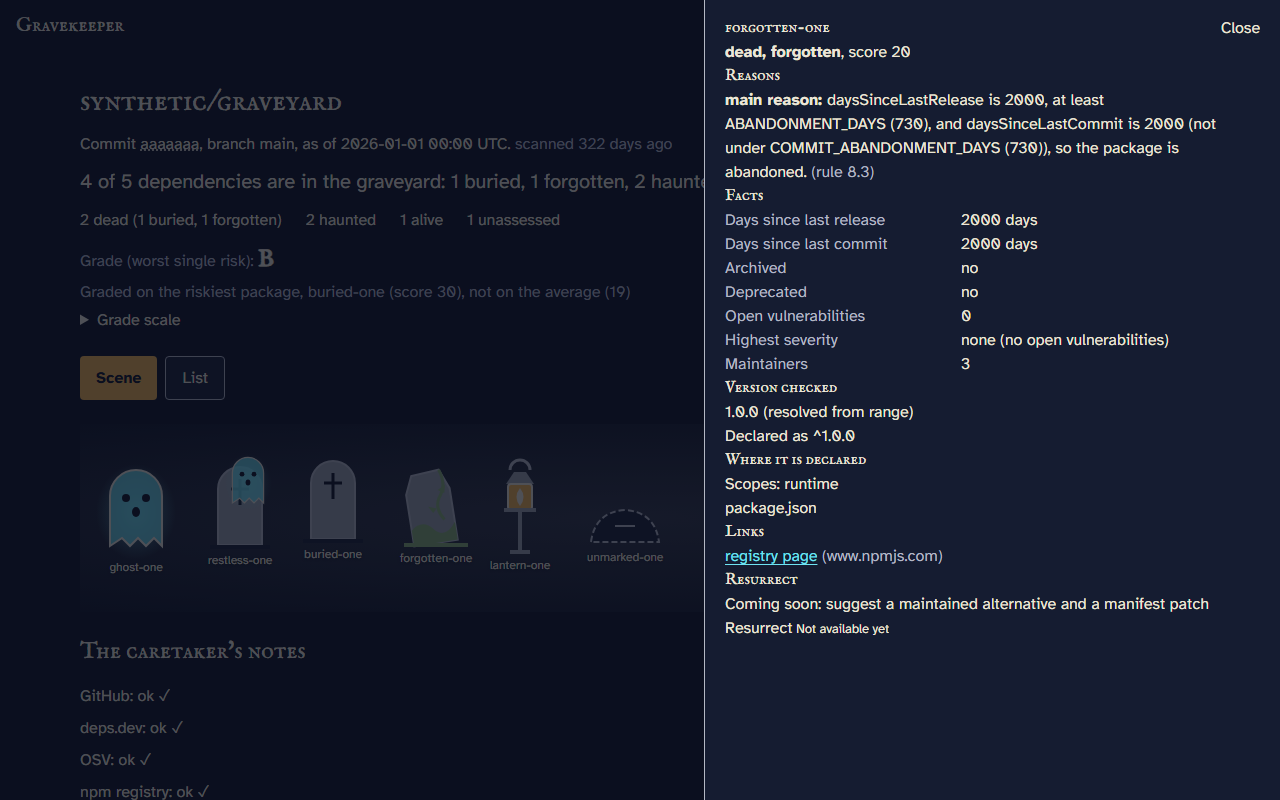 Gravekeeper
synthetic/graveyard
Commit aaaaaaa, branch main, as of 2026-01-01 00:00 UTC. scanned 322 days ago
4 of 5 dependencies are in the graveyard: 1 buried, 1 forgotten, 2 haunte
2 dead (1 buried, 1 forgotten) 2 haunted 1 alive 1 unassessed
Grade (worst single risk): B
Graded on the riskiest package, buried-one (score 30), not on the average (19)
Grade scale
Scene List
ghost-one
restless-one
buried-one
forgotten-one
lantern-one
unmarked-one
The caretaker's notes
GitHub: ok ✓
deps.dev: ok ✓
OSV: ok ✓
npm registry: ok ✓
forgotten-one
Close
dead, forgotten, score 20
Reasons
main reason: daysSinceLastRelease is 2000, at least
ABANDONMENT_DAYS (730), and daysSinceLastCommit is 2000 (not
under COMMIT_ABANDONMENT_DAYS (730)), so the package is
abandoned. (rule 8.3)
Facts
Days since last release 2000 days
Days since last commit 2000 days
Archived no
Deprecated no
Open vulnerabilities 0
Highest severity none (no open vulnerabilities)
Maintainers 3
Version checked
1.0.0 (resolved from range)
Declared as ^1.0.0
Where it is declared
Scopes: runtime
package.json
Links
registry page (www.npmjs.com)
Resurrect
Coming soon: suggest a maintained alternative and a manifest patch
Resurrect Not available yet